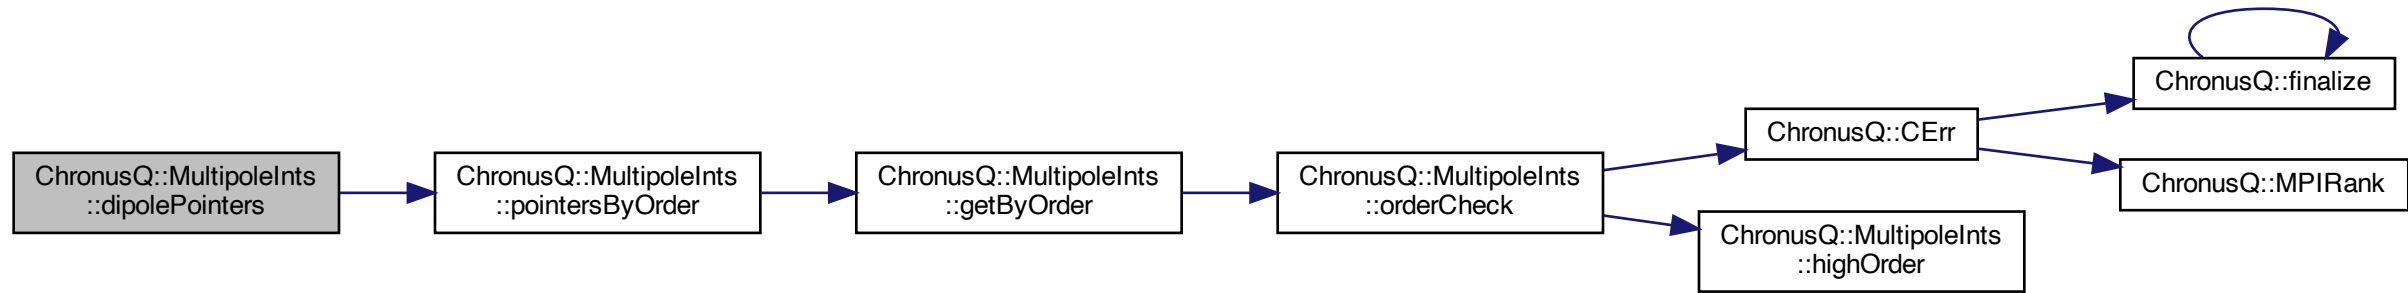 ChronusQ::MultipoleInts
::dipolePointers
ChronusQ::MultipoleInts
::pointersByOrder
ChronusQ::MultipoleInts
::getByOrder
ChronusQ::MultipoleInts
::orderCheck
ChronusQ::CErr
ChronusQ::finalize
ChronusQ::MPIRank
ChronusQ::MultipoleInts
::highOrder